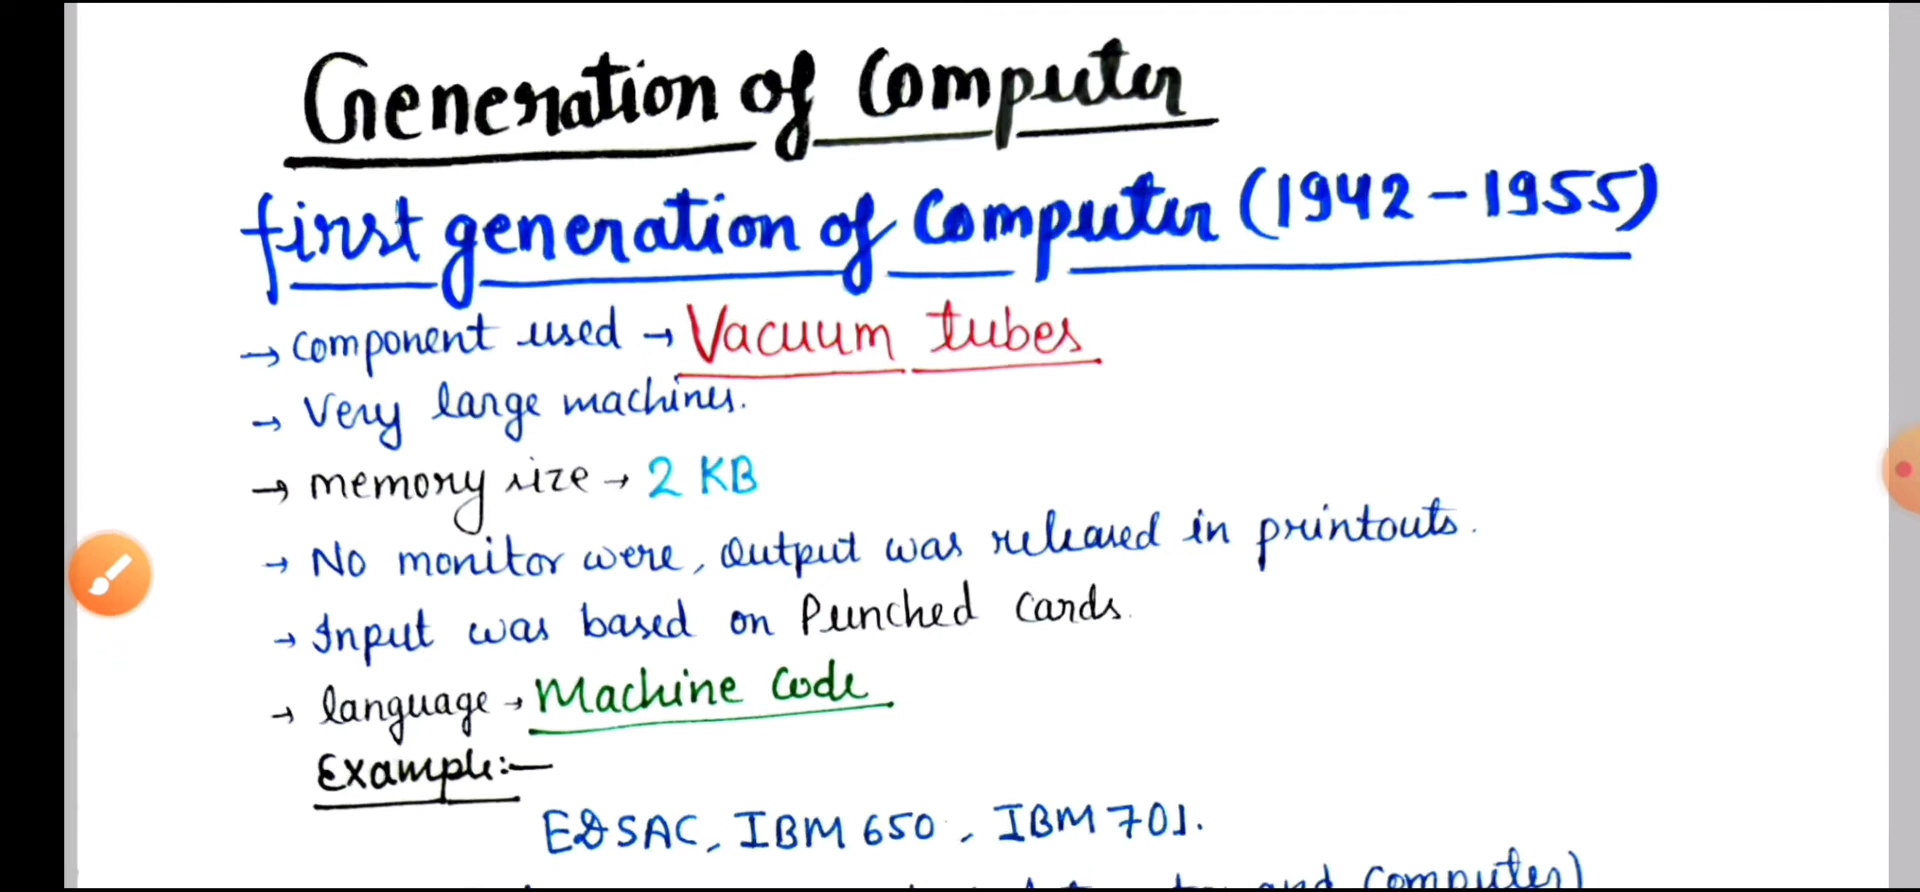 Generation of Computer
first generation of Computer (1942-1955)
→ Component used → Vacuum tubes
→ Very large machines.
→ memory size → 2 KB
→ No monitor were, Output was released in printouts.
→ Input was based on Punched cards.
→ language → Machine Code
Example:-
EDSAC, IBM 650, IBM 701.
and Computer)